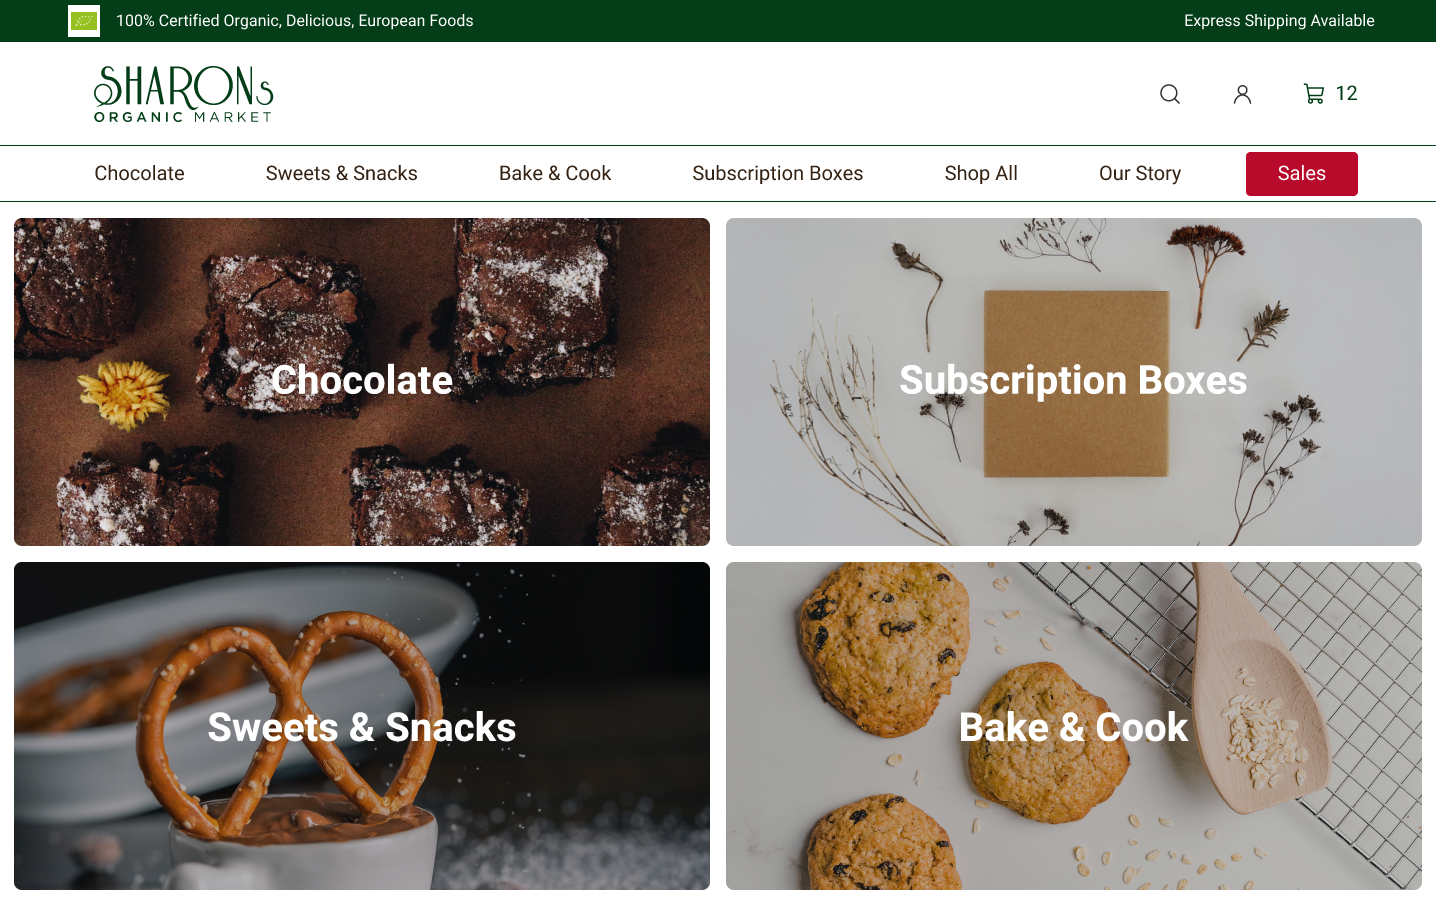 100% Certified Organic, Delicious, European Foods
Express Shipping Available
SHARONs
ORGANIC MARKET
12
Chocolate
Sweets & Snacks
Bake & Cook
Subscription Boxes
Shop All
Our Story
Sales
Chocolate
Subscription Boxes
Sweets & Snacks
Bake & Cook